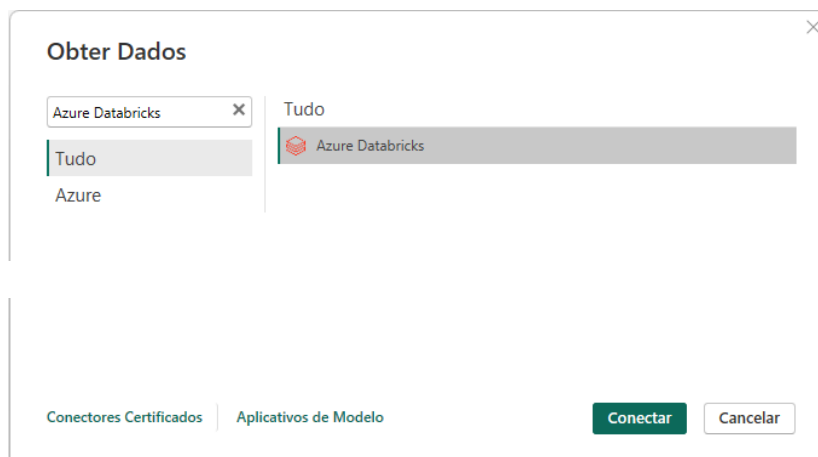 Obter Dados
Azure Databricks
Tudo
Azure
Tudo
Azure Databricks
Conectores Certificados
Aplicativos de Modelo
Conectar
Cancelar